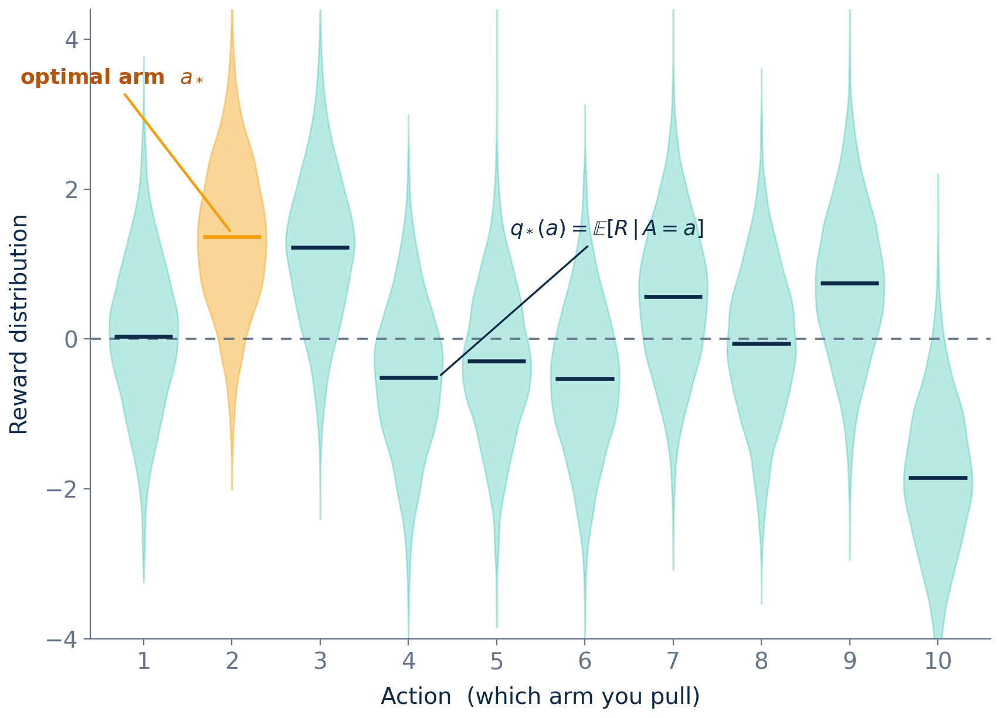 4
optimal arm a*
2
q*(a) = 𝔼[R | A = a]
0
−2
−4
Reward distribution
1 2 3 4 5 6 7 8 9 10
Action (which arm you pull)